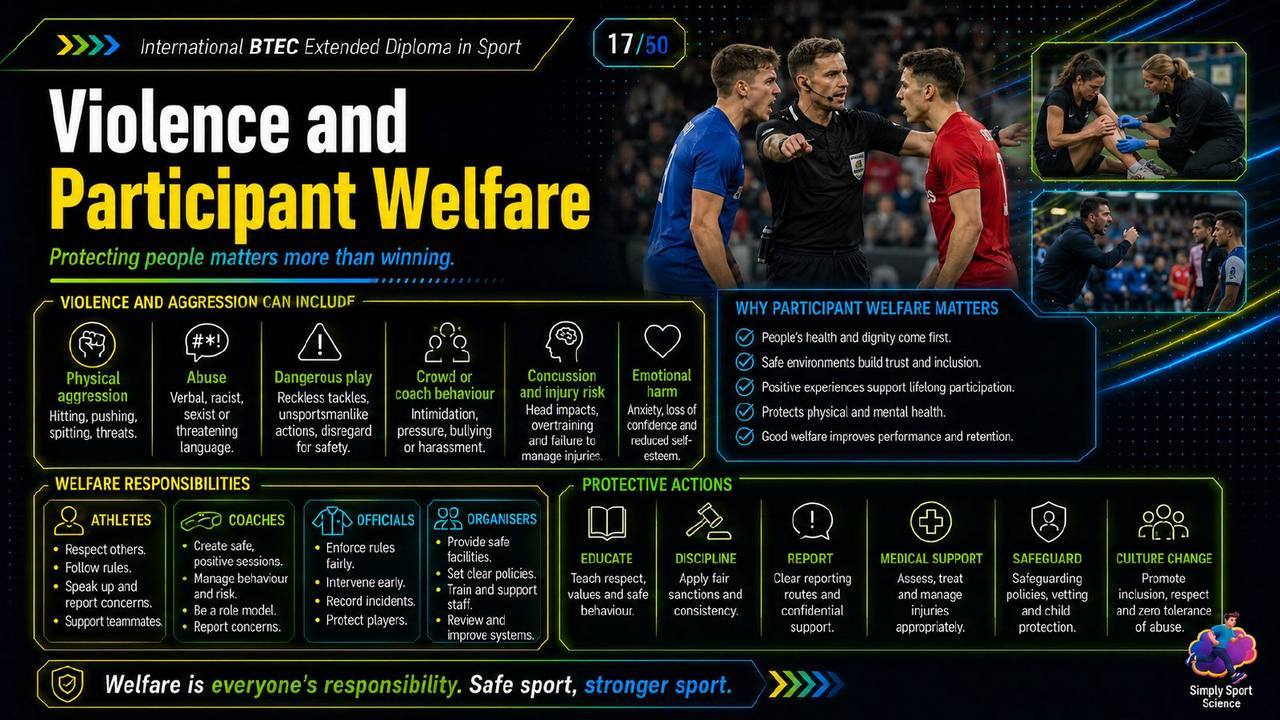 International BTEC Extended Diploma in Sport
17/50
Violence and
Participant Welfare
Protecting people matters more than winning.
VIOLENCE AND AGGRESSION CAN INCLUDE
Physical
aggression
Hitting, pushing,
spitting, threats.
#*!
Abuse
Verbal, racist,
sexist or
threatening
language.
Dangerous play
Reckless tackles,
unsportsmanlike
actions, disregard
for safety.
Crowd or
coach behaviour
Intimidation,
pressure, bullying
or harassment.
Concussion
and injury risk
Head impacts,
overtraining
and failure to
manage injuries.
Emotional
harm
Anxiety, loss of
confidence and
reduced self-
esteem.
WHY PARTICIPANT WELFARE MATTERS
People's health and dignity come first.
Safe environments build trust and inclusion.
Positive experiences support lifelong participation.
Protects physical and mental health.
Good welfare improves performance and retention.
WELFARE RESPONSIBILITIES
ATHLETES
• Respect others.
• Follow rules.
• Speak up and
report concerns.
• Support teammates.
COACHES
• Create safe,
positive sessions.
• Manage behaviour
and risk.
• Be a role model.
• Report concerns.
OFFICIALS
• Enforce rules
fairly.
• Intervene early.
• Record incidents.
• Protect players.
ORGANISERS
• Provide safe
facilities.
• Set clear policies.
• Train and support
staff.
• Review and
improve systems.
PROTECTIVE ACTIONS
EDUCATE
Teach respect,
values and safe
behaviour.
DISCIPLINE
Apply fair
sanctions and
consistency.
REPORT
Clear reporting
routes and
confidential
support.
MEDICAL SUPPORT
Assess, treat
and manage
injuries
appropriately.
SAFEGUARD
Safeguarding
policies, vetting
and child
protection.
CULTURE CHANGE
Promote
inclusion, respect
and zero tolerance
of abuse.
Welfare is everyone's responsibility. Safe sport, stronger sport.
Simply Sport
Science